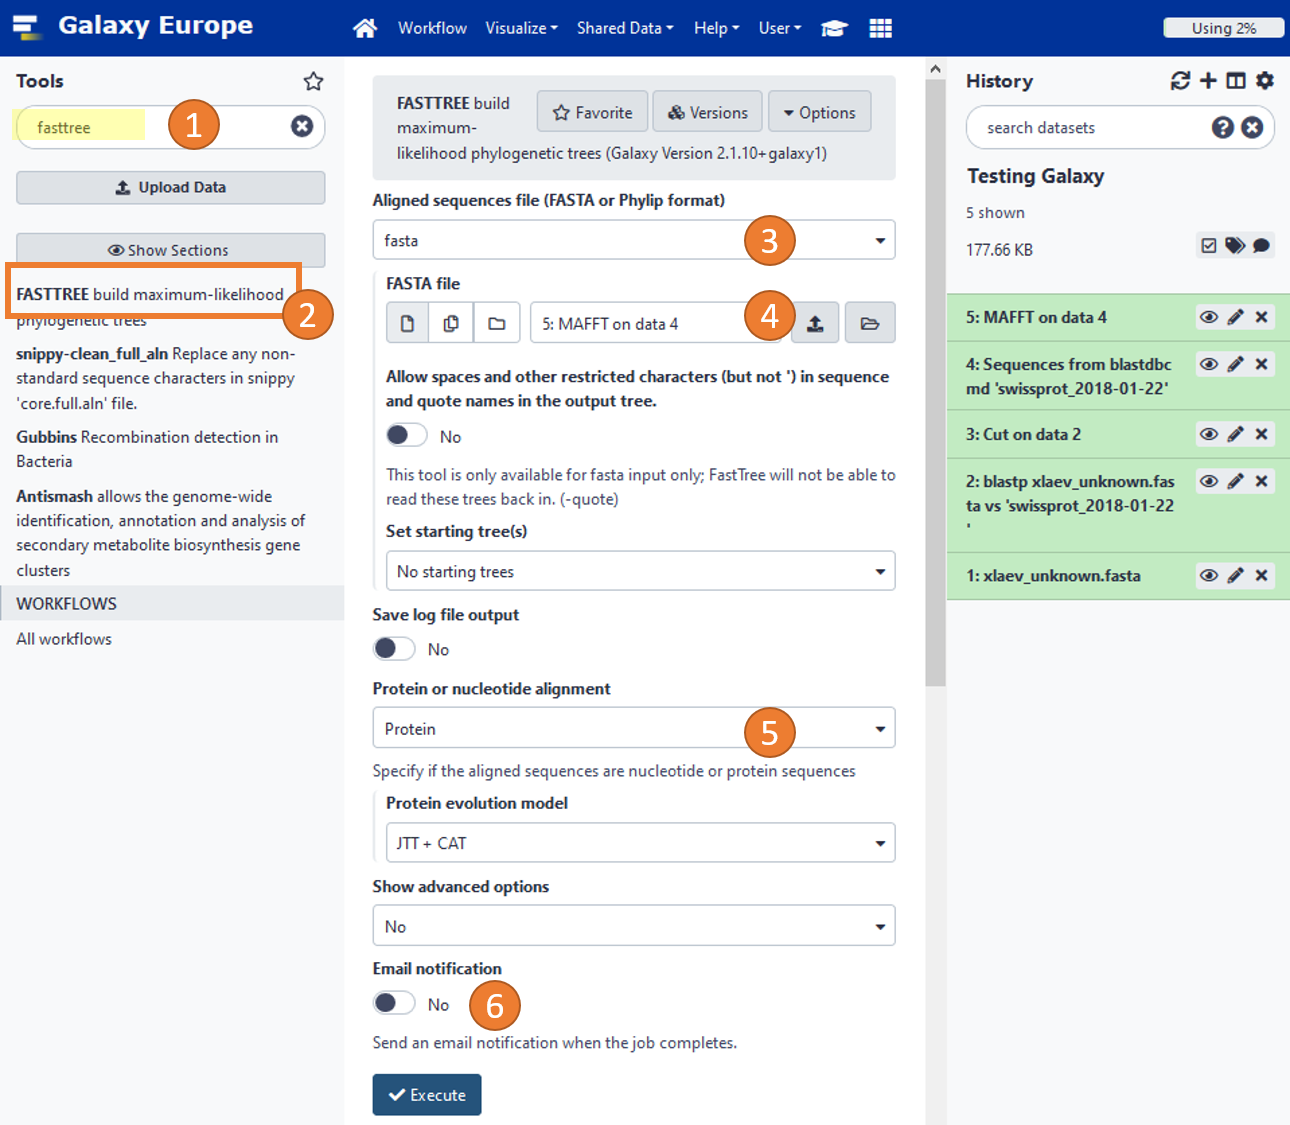 Galaxy Europe
Workflow Visualize Shared Data Help User
Using 2%
Tools
fasttree
1
Upload Data
Show Sections
FASTTREE build maximum-likelihood
phylogenetic trees
2
snippy-clean_full_aln Replace any non-
standard sequence characters in snippy
'core.full.aln' file.
Gubbins Recombination detection in
Bacteria
Antismash allows the genome-wide
identification, annotation and analysis of
secondary metabolite biosynthesis gene
clusters
WORKFLOWS
All workflows
FASTTREE build
maximum-
likelihood phylogenetic trees (Galaxy Version 2.1.10+galaxy1)
Favorite
Versions
Options
Aligned sequences file (FASTA or Phylip format)
fasta
3
FASTA file
5: MAFFT on data 4
4
Allow spaces and other restricted characters (but not ') in sequence
and quote names in the output tree.
No
This tool is only available for fasta input only; FastTree will not be able to
read these trees back in. (-quote)
Set starting tree(s)
No starting trees
Save log file output
No
Protein or nucleotide alignment
Protein
5
Specify if the aligned sequences are nucleotide or protein sequences
Protein evolution model
JTT + CAT
Show advanced options
No
Email notification
No
6
Send an email notification when the job completes.
Execute
History
search datasets
?
Testing Galaxy
5 shown
177.66 KB
5: MAFFT on data 4
4: Sequences from blastdbc
md 'swissprot_2018-01-22'
3: Cut on data 2
2: blastp xlaev_unknown.fas
ta vs 'swissprot_2018-01-22
'
1: xlaev_unknown.fasta